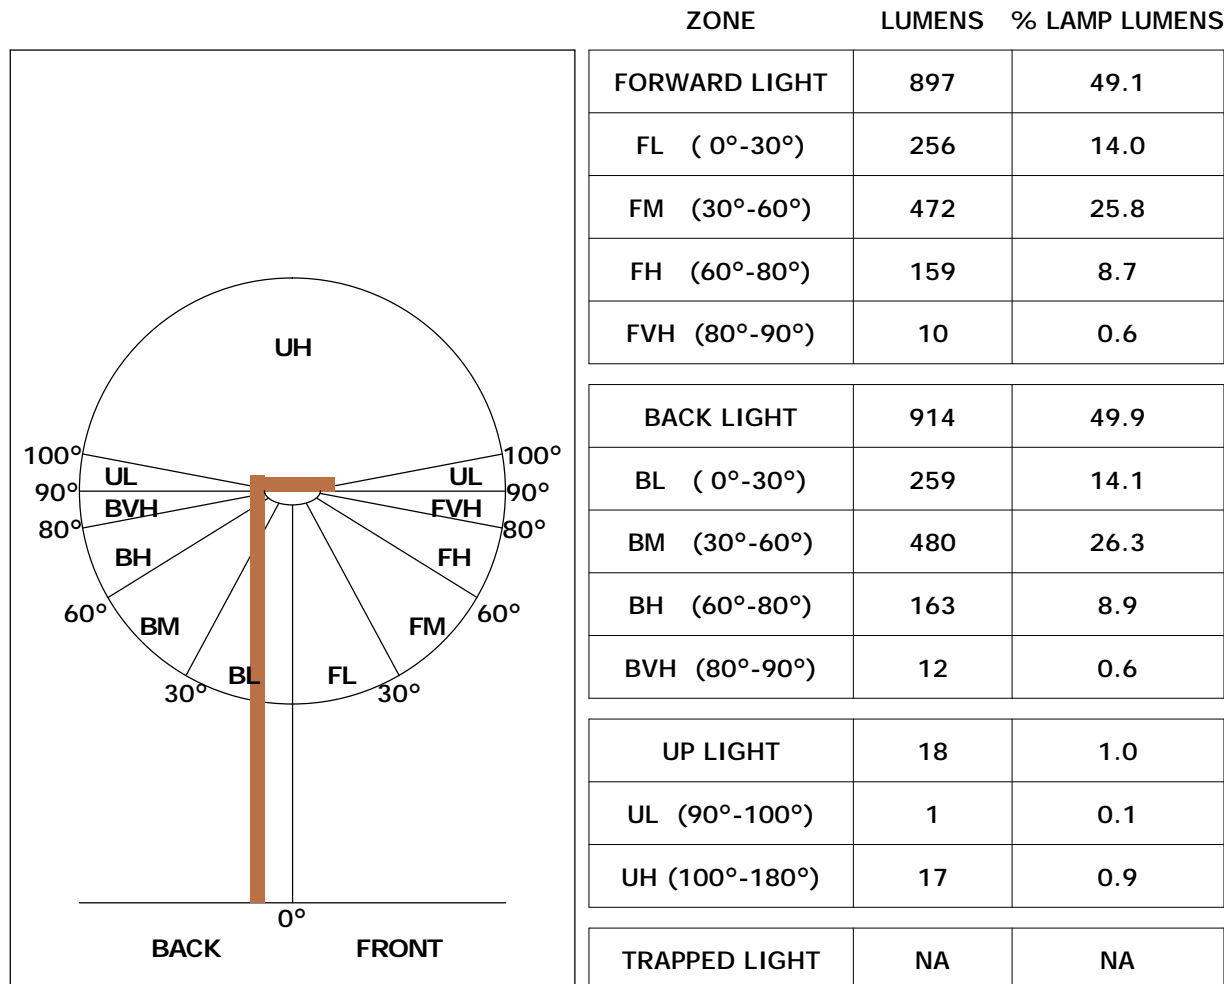 ZONE LUMENS % LAMP LUMENS
FORWARD LIGHT 897 49.1
FL ( 0°-30°) 256 14.0
FM (30°-60°) 472 25.8
FH (60°-80°) 159 8.7
FVH (80°-90°) 10 0.6
BACK LIGHT 914 49.9
BL ( 0°-30°) 259 14.1
BM (30°-60°) 480 26.3
BH (60°-80°) 163 8.9
BVH (80°-90°) 12 0.6
UP LIGHT 18 1.0
UL (90°-100°) 1 0.1
UH (100°-180°) 17 0.9
TRAPPED LIGHT NA NA
UH
100° 100°
UL UL
90° 90°
BVH FVH
80° 80°
BH FH
60° 60°
BM FM
BL FL
30° 30°
0°
BACK FRONT